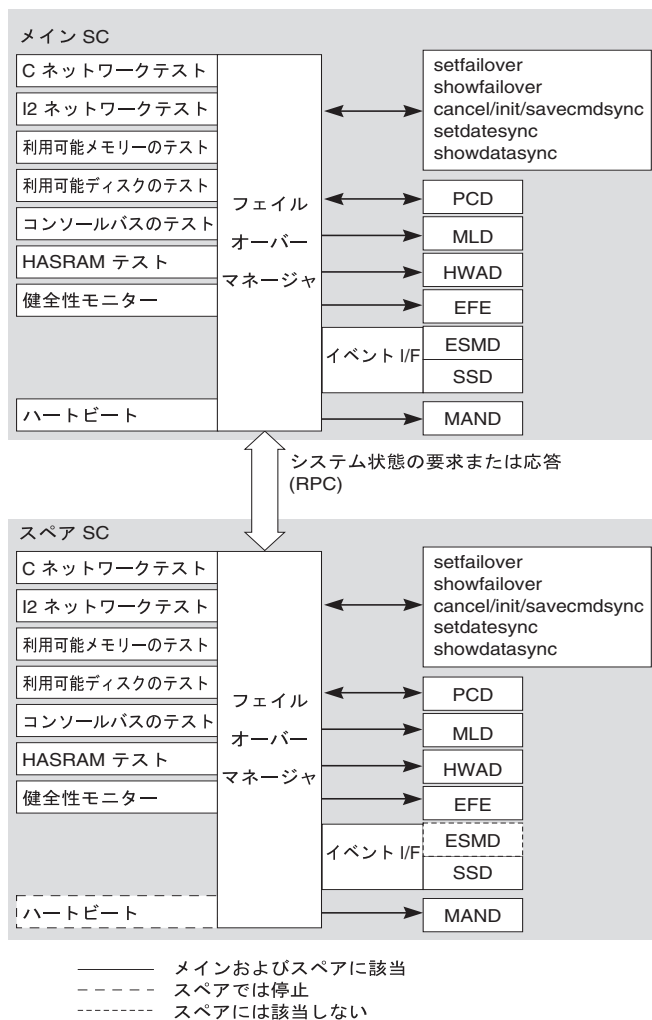 メイン SC
C ネットワークテスト
I2 ネットワークテスト
利用可能メモリーのテスト
利用可能ディスクのテスト
コンソールバスのテスト
HASRAM テスト
健全性モニター
ハートビート
フェイル
オーバー
マネージャ
setfailover
showfailover
cancel/init/savecmdsync
setdatesync
showdatasync
PCD
MLD
HWAD
EFE
イベント I/F
ESMD
SSD
MAND
システム状態の要求または応答
(RPC)
スペア SC
C ネットワークテスト
I2 ネットワークテスト
利用可能メモリーのテスト
利用可能ディスクのテスト
コンソールバスのテスト
HASRAM テスト
健全性モニター
ハートビート
フェイル
オーバー
マネージャ
setfailover
showfailover
cancel/init/savecmdsync
setdatesync
showdatasync
PCD
MLD
HWAD
EFE
イベント I/F
ESMD
SSD
MAND
メインおよびスペアに該当
スペアでは停止
スペアには該当しない